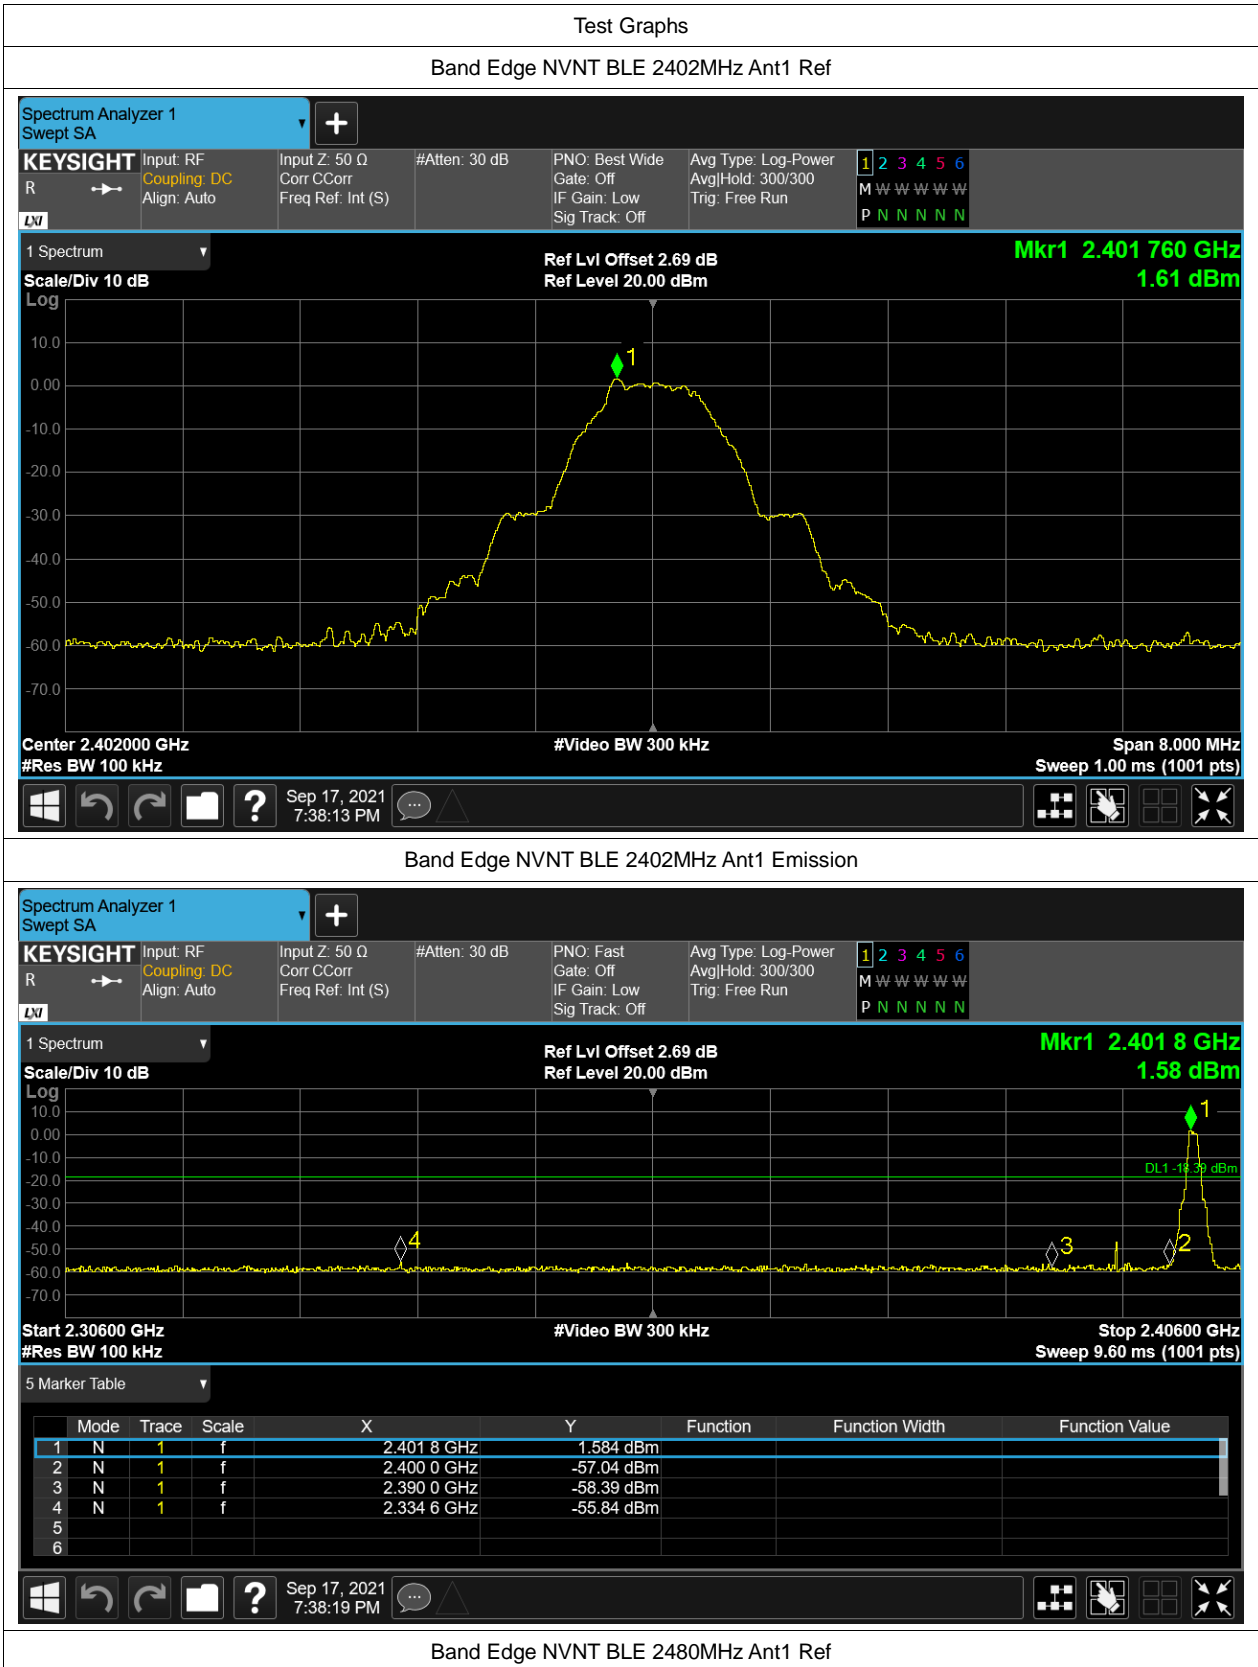 Test Graphs
Band Edge NVNT BLE 2402MHz Ant1 Ref
Spectrum Analyzer 1
Swept SA
KEYSIGHT Input: RF Input Z: 50 Ω #Atten: 30 dB PNO: Best Wide Avg Type: Log-Power 1 2 3 4 5 6
R Coupling: DC Corr CCorr Gate: Off Avg|Hold: 300/300 M W W W W W
Align: Auto Freq Ref: Int (S) IF Gain: Low Trig: Free Run
LXI Sig Track: Off P N N N N N
1 Spectrum Ref Lvl Offset 2.69 dB Mkr1 2.401 760 GHz
Scale/Div 10 dB Ref Level 20.00 dBm 1.61 dBm
Log
10.0
1
0.00
-10.0
-20.0
-30.0
-40.0
-50.0
-60.0
-70.0
Center 2.402000 GHz #Video BW 300 kHz Span 8.000 MHz
#Res BW 100 kHz Sweep 1.00 ms (1001 pts)
? Sep 17, 2021
7:38:13 PM
Band Edge NVNT BLE 2402MHz Ant1 Emission
Spectrum Analyzer 1
Swept SA
KEYSIGHT Input: RF Input Z: 50 Ω #Atten: 30 dB PNO: Fast Avg Type: Log-Power 1 2 3 4 5 6
R Coupling: DC Corr CCorr Gate: Off Avg|Hold: 300/300 M W W W W W
Align: Auto Freq Ref: Int (S) IF Gain: Low Trig: Free Run
LXI Sig Track: Off P N N N N N
1 Spectrum Ref Lvl Offset 2.69 dB Mkr1 2.401 8 GHz
Scale/Div 10 dB Ref Level 20.00 dBm 1.58 dBm
Log
10.0 1
0.00
-10.0
DL1 -18.39 dBm
-20.0
-30.0
-40.0
4 3 2
-50.0
-60.0
-70.0
Start 2.30600 GHz #Video BW 300 kHz Stop 2.40600 GHz
#Res BW 100 kHz Sweep 9.60 ms (1001 pts)
5 Marker Table
Mode Trace Scale X Y Function Function Width Function Value
1 N 1 f 2.401 8 GHz 1.584 dBm
2 N 1 f 2.400 0 GHz -57.04 dBm
3 N 1 f 2.390 0 GHz -58.39 dBm
4 N 1 f 2.334 6 GHz -55.84 dBm
5
6
? Sep 17, 2021
7:38:19 PM
Band Edge NVNT BLE 2480MHz Ant1 Ref